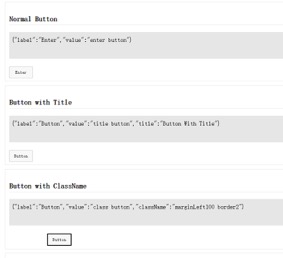 Normal Button
{"label":"Enter","value":"enter button"}
Enter
Button with Title
{"label":"Button","value":"title button","title":"Button With Title"}
Button
Button with ClassName
{"label":"Button","value":"class button","className":"marginLeft100 border2"}
Button